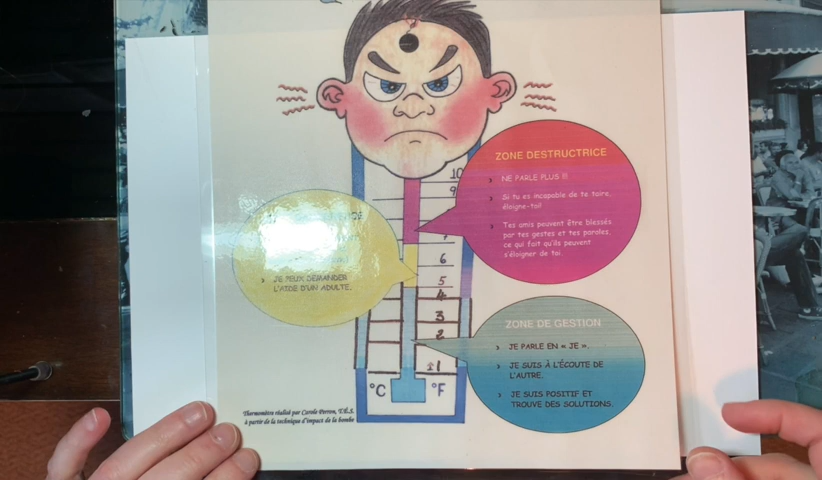 10
9
ZONE DESTRUCTRICE
› NE PARLE PLUS !!!
› Si tu es incapable de te taire,
éloigne-toi!
› Tes amis peuvent être blessés
par tes gestes et tes paroles,
ce qui fait qu'ils peuvent
s'éloigner de toi.
› JE PEUX DEMANDER
L'AIDE D'UN ADULTE.
6
5
4
3
2
1
°C
°F
ZONE DE GESTION
› JE PARLE EN « JE ».
› JE SUIS À L'ÉCOUTE DE
L'AUTRE.
› JE SUIS POSITIF ET
TROUVE DES SOLUTIONS.
Thermomètre réalisé par Carole Perron, T.É.S.
à partir de la technique d'impact de la bombe